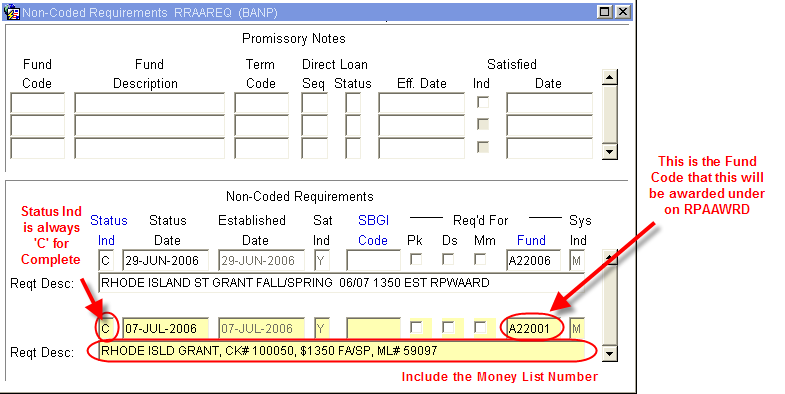 Non-Coded Requirements RRAAREQ (BANP)
Promissory Notes
Fund Fund Term Direct Loan Satisfied
Code Description Code Seq Status Eff. Date Ind Date
This is the Fund
Code that this will
be awarded under
on RPAAWRD
Non-Coded Requirements
Status Ind
is always
'C' for
Complete
Status Status Established Sat SBGI Req'd For Sys
Ind Date Date Ind Code Pk Ds Mm Fund Ind
C 29-JUN-2006 29-JUN-2006 Y A22006 M
Reqt Desc: RHODE ISLAND ST GRANT FALL/SPRING 06/07 1350 EST RPWAARD
C 07-JUL-2006 07-JUL-2006 Y A22001 M
Reqt Desc: RHODE ISLD GRANT, CK# 100050, $1350 FA/SP, ML# 59097
Include the Money List Number